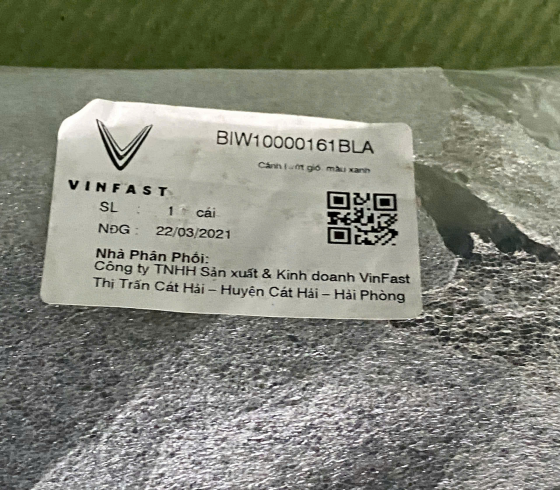 BIW10000161BLA
Cánh lướt gió, màu xanh
VINFAST
SL : 1 cái
NĐG : 22/03/2021
Nhà Phân Phối:
Công ty TNHH Sản xuất & Kinh doanh VinFast
Thị Trấn Cát Hải – Huyện Cát Hải – Hải Phòng